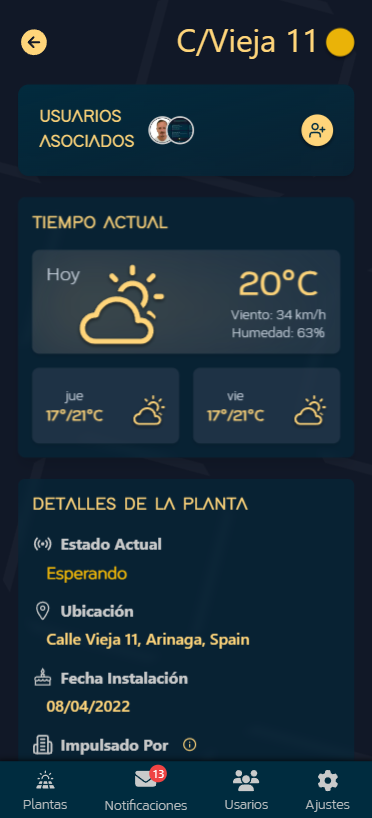 C/Vieja 11
USUARIOS
ASOCIADOS
TIEMPO ACTUAL
Hoy
20°C
Viento: 34 km/h
Humedad: 63%
jue
17°/21°C
vie
17°/21°C
DETALLES DE LA PLANTA
Estado Actual
Esperando
Ubicación
Calle Vieja 11, Arinaga, Spain
Fecha Instalación
08/04/2022
Impulsado Por
13
Plantas
Notificaciones
Usarios
Ajustes